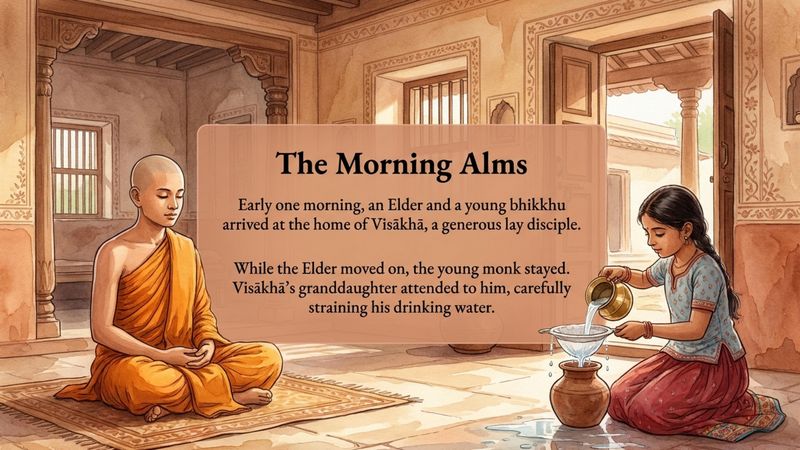 The Morning Alms
Early one morning, an Elder and a young bhikkhu
arrived at the home of Visākhā, a generous lay disciple.
While the Elder moved on, the young monk stayed.
Visākhā’s granddaughter attended to him, carefully
straining his drinking water.